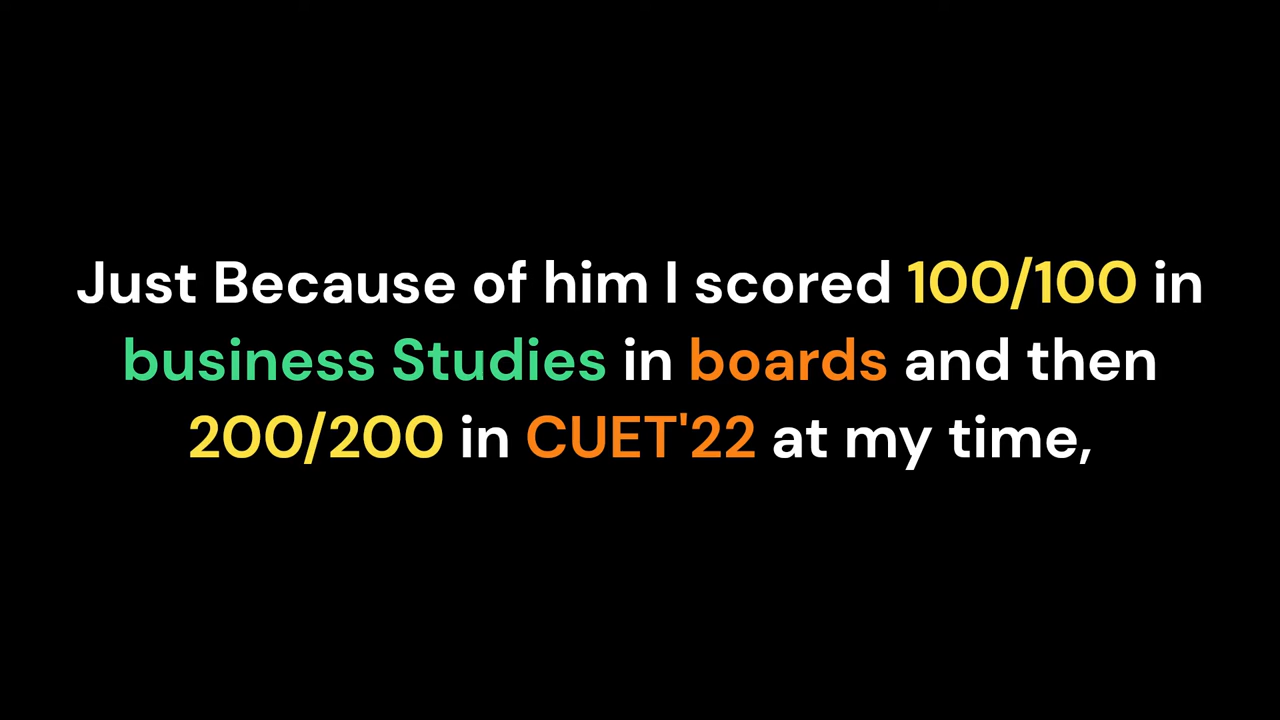 Just Because of him I scored 100/100 in
business Studies in boards and then
200/200 in CUET'22 at my time,